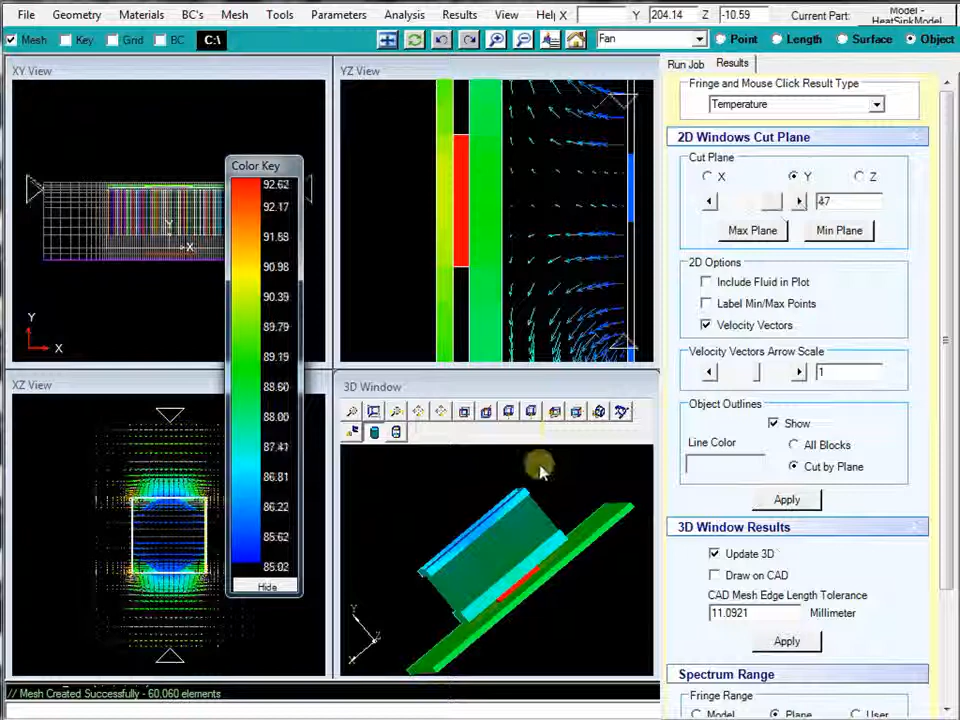 File Geometry Materials BC's Mesh Tools Parameters Analysis Results View Help X Y 204.14 Z -10.59 Current Part: Model - HeatSinkModel
Mesh Key Grid BC C:\ Fan Point Length Surface Object
XY View
YZ View
Run Job Results
Fringe and Mouse Click Result Type
Temperature
2D Windows Cut Plane
Cut Plane
X Y Z
47
Max Plane Min Plane
2D Options
Include Fluid in Plot
Label Min/Max Points
Velocity Vectors
Velocity Vectors Arrow Scale
1
Object Outlines
Show
Line Color
All Blocks
Cut by Plane
Apply
3D Window Results
Update 3D
Draw on CAD
CAD Mesh Edge Length Tolerance
11.0921 Millimeter
Apply
Spectrum Range
Fringe Range
Model Plane User
Color Key
92.62
92.17
91.58
90.98
90.39
89.79
89.19
88.60
88.00
87.41
86.81
86.22
85.62
85.02
Hide
Y
X
Y
X
XZ View
3D Window
Y
Z
X
// Mesh Created Successfully - 60,060 elements